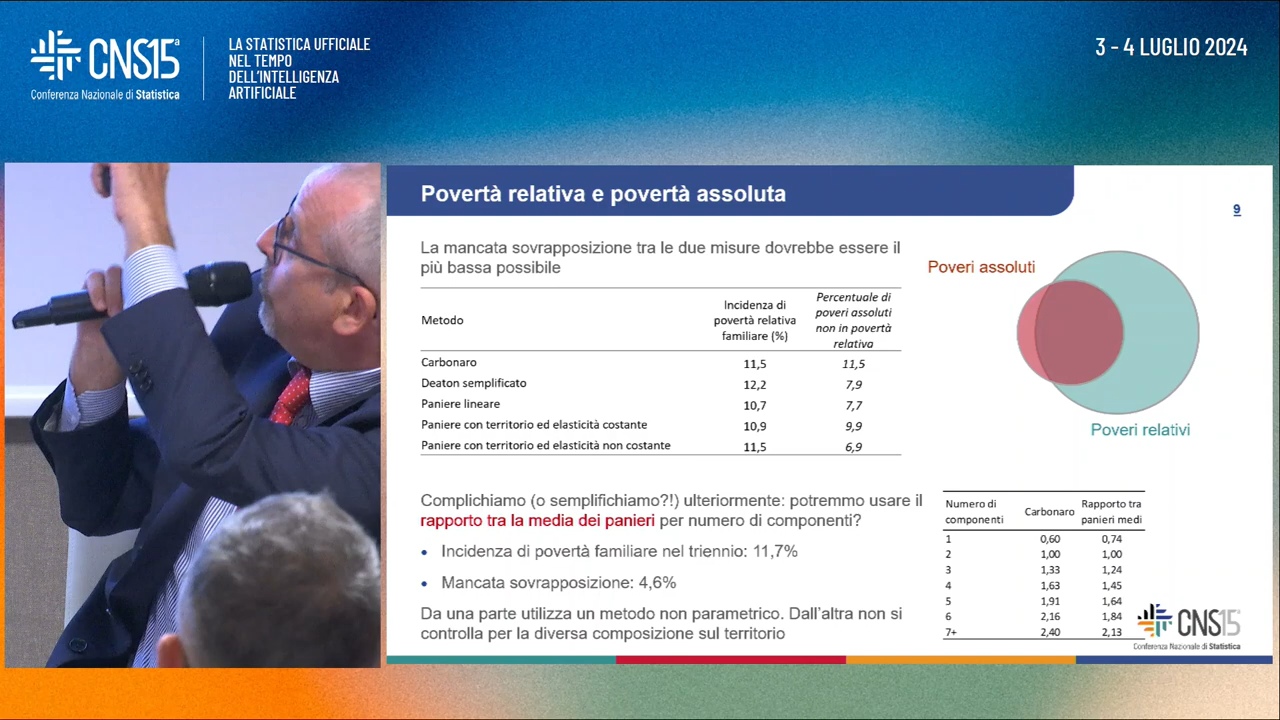 CNS15ª
Conferenza Nazionale di Statistica
LA STATISTICA UFFICIALE
NEL TEMPO
DELL'INTELLIGENZA
ARTIFICIALE
3 - 4 LUGLIO 2024
Povertà relativa e povertà assoluta
9
La mancata sovrapposizione tra le due misure dovrebbe essere il
più bassa possibile
Metodo
Incidenza di
povertà relativa
familiare (%)
Percentuale di
poveri assoluti
non in povertà
relativa
Carbonaro 11,5 11,5
Deaton semplificato 12,2 7,9
Paniere lineare 10,7 7,7
Paniere con territorio ed elasticità costante 10,9 9,9
Paniere con territorio ed elasticità non costante 11,5 6,9
Poveri assoluti
Poveri relativi
Complichiamo (o semplifichiamo?!) ulteriormente: potremmo usare il
rapporto tra la media dei panieri per numero di componenti?
• Incidenza di povertà familiare nel triennio: 11,7%
• Mancata sovrapposizione: 4,6%
Da una parte utilizza un metodo non parametrico. Dall'altra non si
controlla per la diversa composizione sul territorio
Numero di
componenti
Carbonaro
Rapporto tra
panieri medi
1 0,60 0,74
2 1,00 1,00
3 1,33 1,24
4 1,63 1,45
5 1,91 1,64
6 2,16 1,84
7+ 2,40 2,13
CNS15
Conferenza Nazionale di Statistica